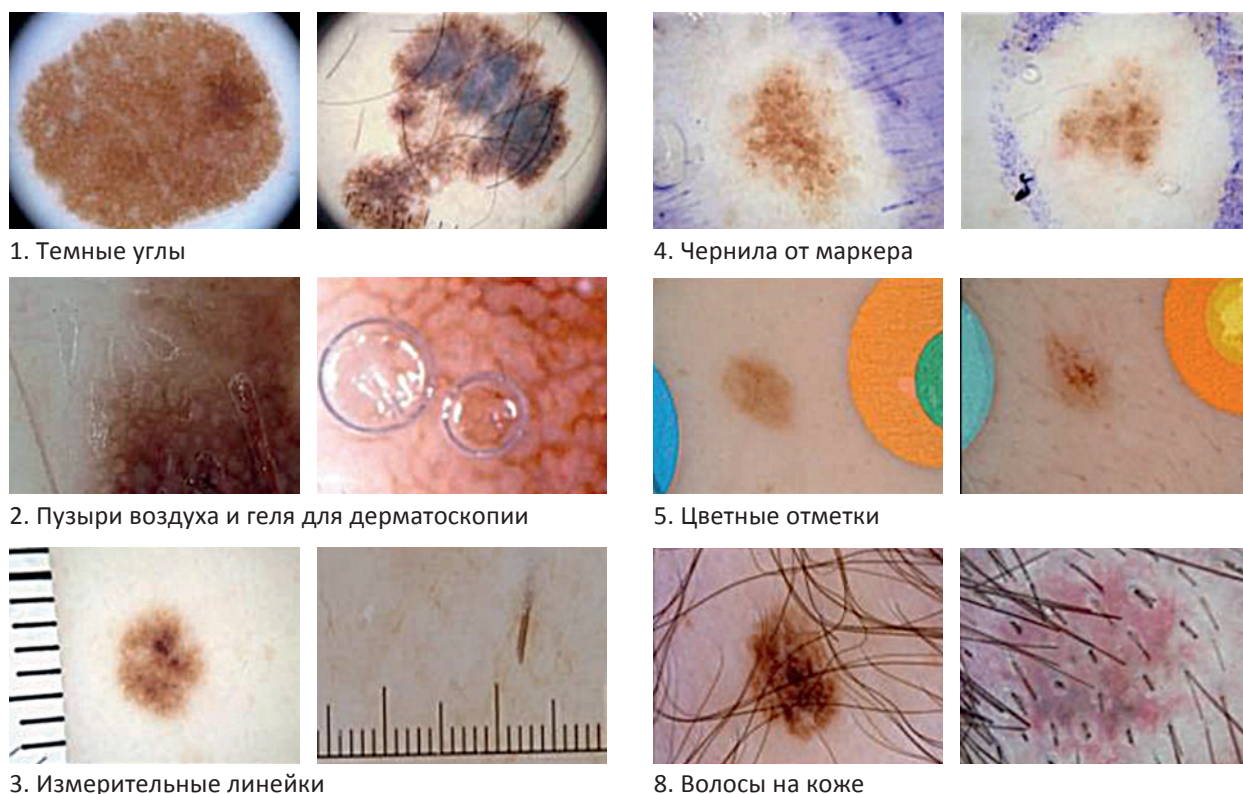 1. Темные углы
4. Чернила от маркера
2. Пузыри воздуха и геля для дерматоскопии
5. Цветные отметки
3. Измерительные линейки
8. Волосы на коже